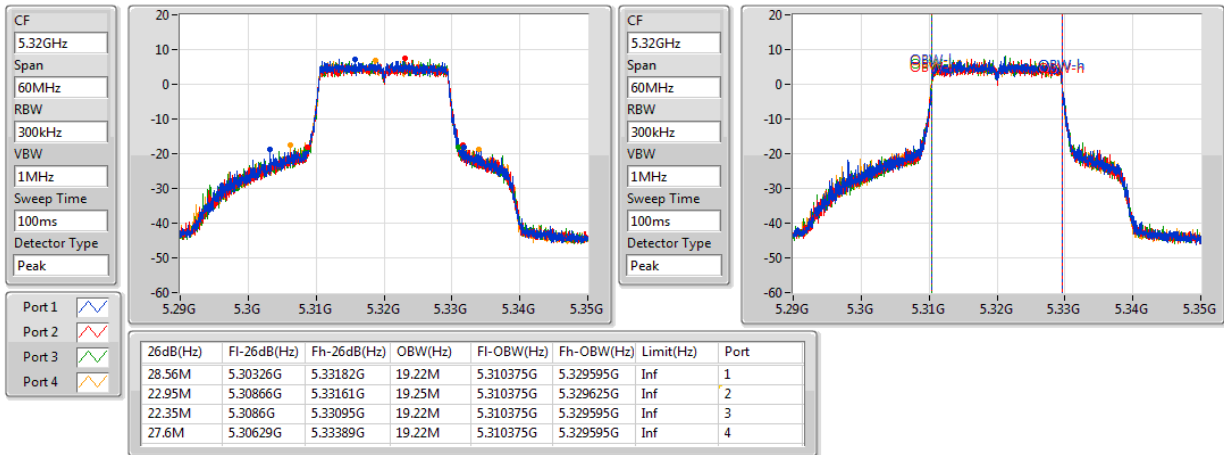 CF
5.32GHz
Span
60MHz
RBW
300kHz
VBW
1MHz
Sweep Time
100ms
Detector Type
Peak
20
10
0
-10
-20
-30
-40
-50
-60
5.29G 5.3G 5.31G 5.32G 5.33G 5.34G 5.35G
CF
5.32GHz
Span
60MHz
RBW
300kHz
VBW
1MHz
Sweep Time
100ms
Detector Type
Peak
20
10
0
-10
-20
-30
-40
-50
-60
OBW-h
5.29G 5.3G 5.31G 5.32G 5.33G 5.34G 5.35G
Port 1
Port 2
Port 3
Port 4
26dB(Hz) Fl-26dB(Hz) Fh-26dB(Hz) OBW(Hz) Fl-OBW(Hz) Fh-OBW(Hz) Limit(Hz) Port
28.56M 5.30326G 5.33182G 19.22M 5.310375G 5.329595G Inf 1
22.95M 5.30866G 5.33161G 19.25M 5.310375G 5.329625G Inf 2
22.35M 5.3086G 5.33095G 19.22M 5.310375G 5.329595G Inf 3
27.6M 5.30629G 5.33389G 19.22M 5.310375G 5.329595G Inf 4